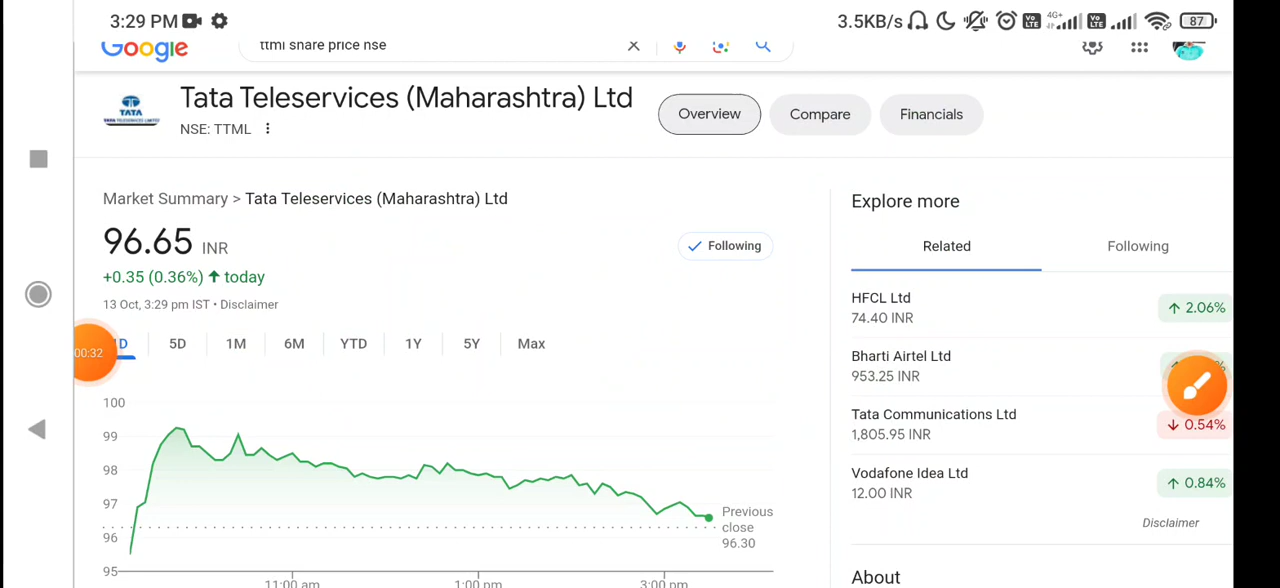 3:29 PM
3.5KB/s
4G+
87
Google
ttml share price nse
TATA
TATA TELESERVICES LIMITED
Tata Teleservices (Maharashtra) Ltd
NSE: TTML
Overview
Compare
Financials
Market Summary > Tata Teleservices (Maharashtra) Ltd
96.65 INR
+0.35 (0.36%) ↑ today
13 Oct, 3:29 pm IST • Disclaimer
Following
00:32
D
5D
1M
6M
YTD
1Y
5Y
Max
100
99
98
97
96
95
Previous
close
96.30
11:00 am
1:00 pm
3:00 pm
Explore more
Related
Following
HFCL Ltd
74.40 INR
↑ 2.06%
Bharti Airtel Ltd
953.25 INR
Tata Communications Ltd
1,805.95 INR
↓ 0.54%
Vodafone Idea Ltd
12.00 INR
↑ 0.84%
Disclaimer
About